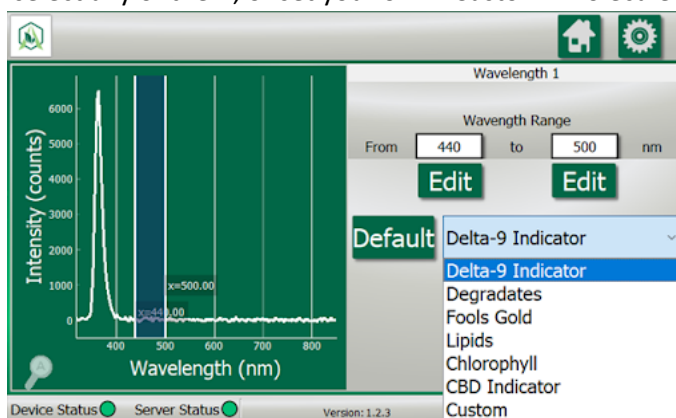 Wavelength 1
Wavength Range
From 440 to 500 nm
Edit Edit
Default Delta-9 Indicator
Delta-9 Indicator
Degradates
Fools Gold
Lipids
Chlorophyll
CBD Indicator
Custom
Intensity (counts)
6000
5000
4000
3000
2000
1000
0
x=500.00
x=440.00
400 500 600 700 800
Wavelength (nm)
Device Status Server Status Version: 1.2.3